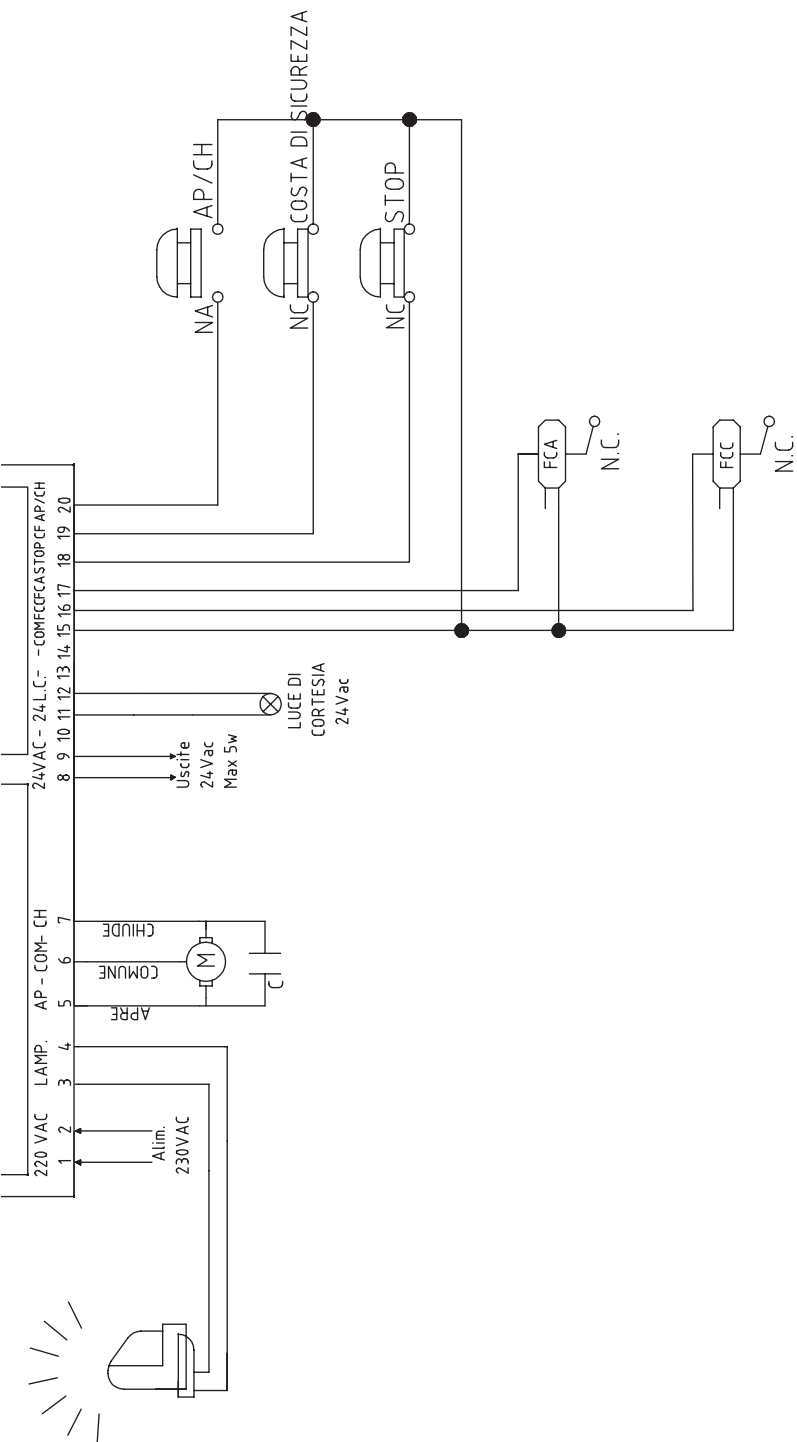 220 VAC LAMP. AP - COM- CH 24VAC - 24 L.C.- - COMFCCFCASTOPCFAP/CH
1 2 3 4 5 6 7 8 9 10 11 12 13 14 15 16 17 18 19 20
Alim.
230VAC
APRE
COMUNE
CHIUDE
M
C
Uscite
24Vac
Max 5w
LUCE DI
CORTESIA
24Vac
NA AP/CH
NC COSTA DI SICUREZZA
NC STOP
FCA
N.C.
FCC
N.C.